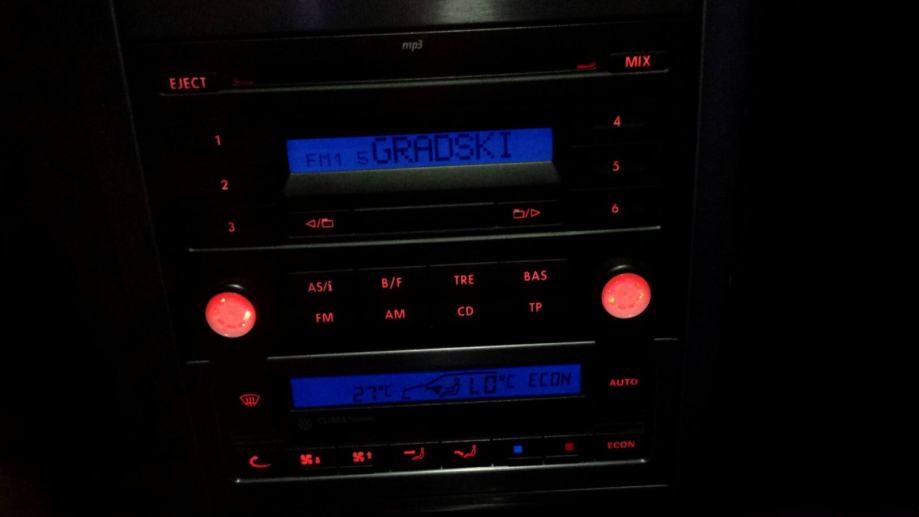 mp3
EJECT MIX
1 4
FM1 5 GRADSKI
2 5
3 6
AS/i B/F TRE BAS
FM AM CD TP
27°C LO°C ECON
AUTO
CLIMAtronic
ECON